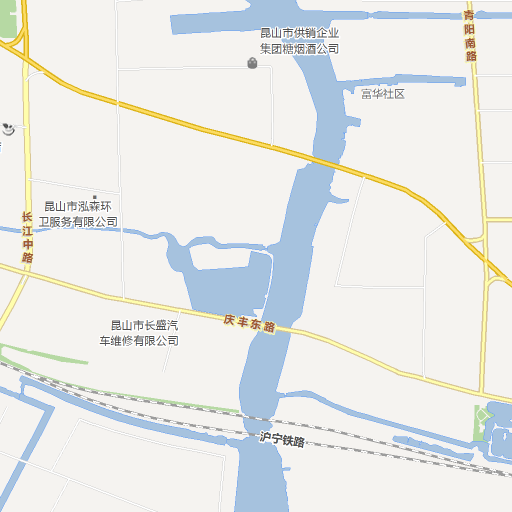 昆山市供销企业
集团糖烟酒公司
青阳南路
富华社区
昆山市泓森环
卫服务有限公司
长江中路
庆丰东路
昆山市长盛汽
车维修有限公司
沪宁铁路